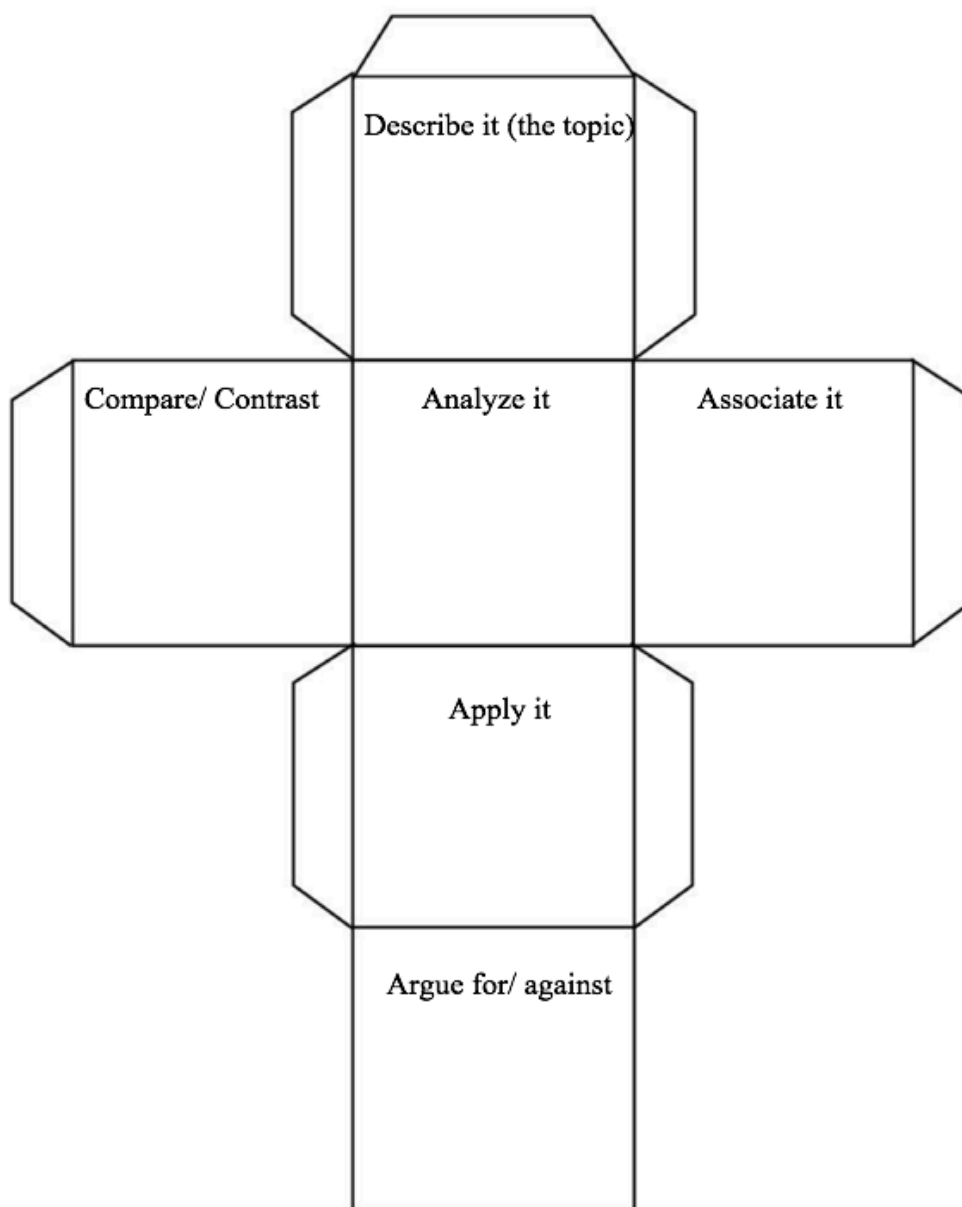 Describe it (the topic)
Compare/ Contrast
Analyze it
Associate it
Apply it
Argue for/ against